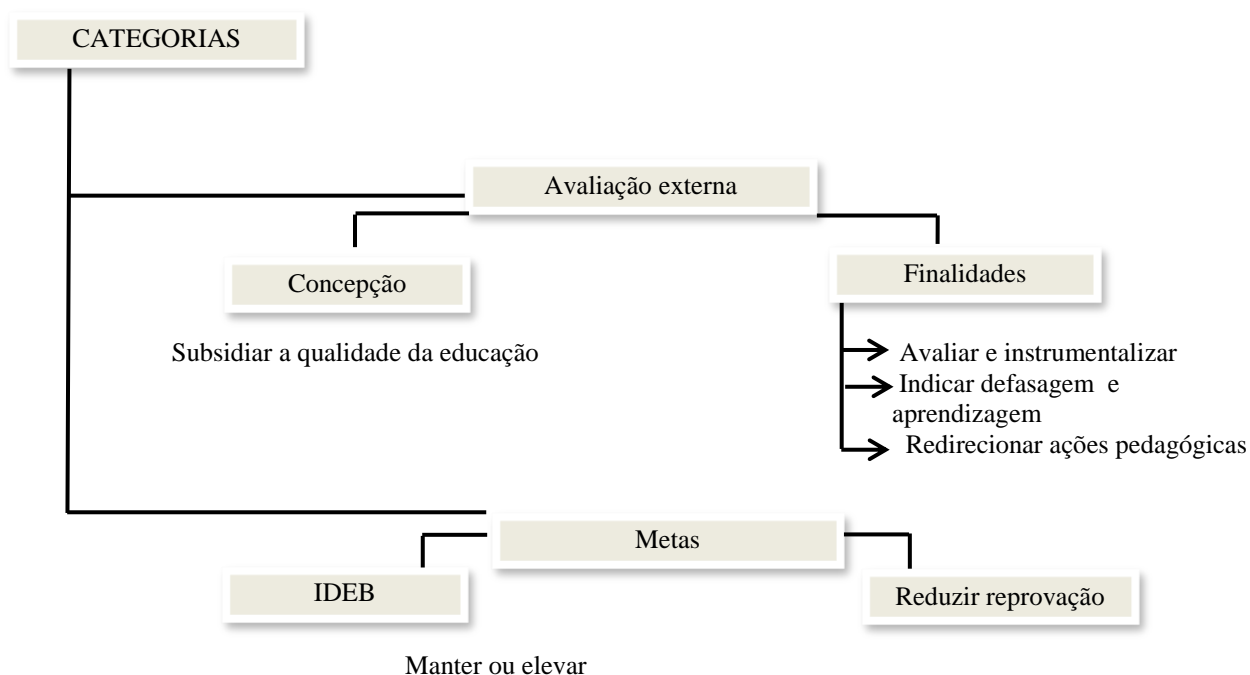 CATEGORIAS
Avaliação externa
Concepção
Finalidades
Subsidiar a qualidade da educação
Avaliar e instrumentalizar
Indicar defasagem e
aprendizagem
Redirecionar ações pedagógicas
Metas
IDEB
Reduzir reprovação
Manter ou elevar